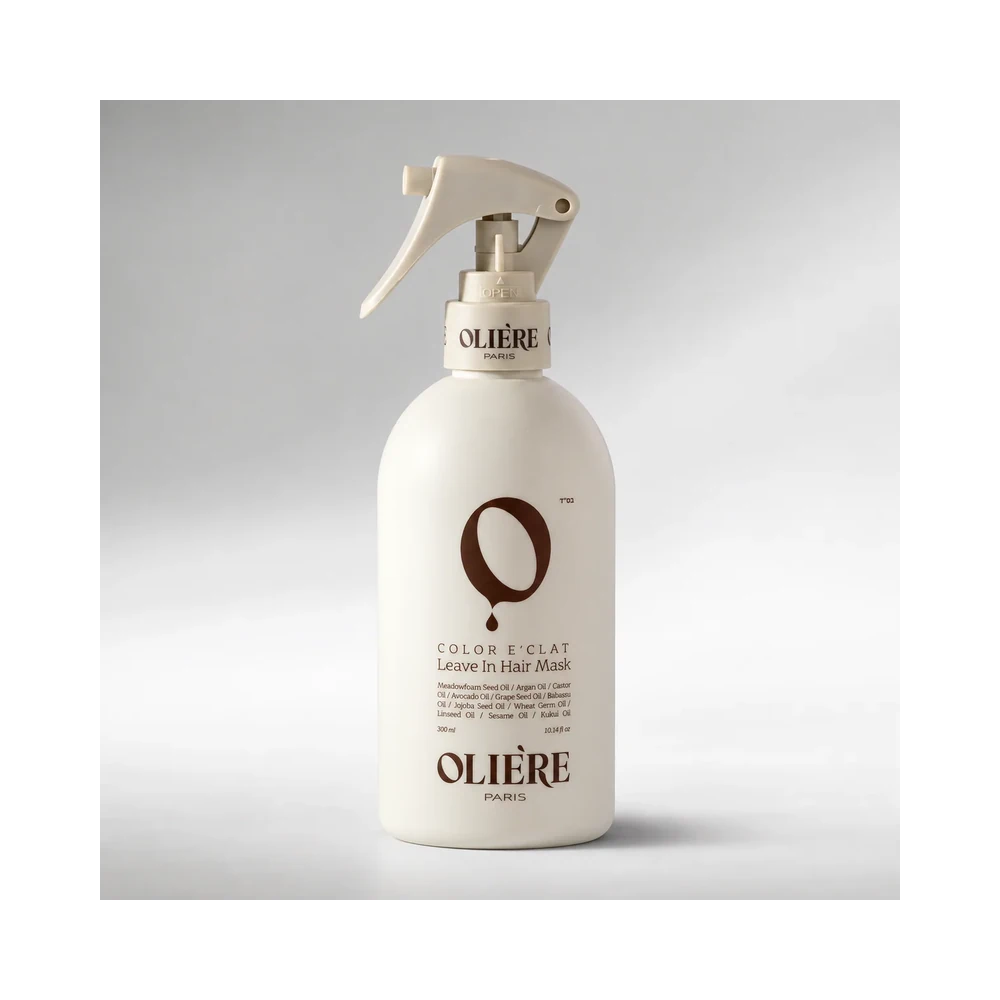 OPEN
OLIÈRE
PARIS
בס"ד
COLOR E'CLAT
Leave In Hair Mask
Meadowfoam Seed Oil / Argan Oil / Castor
Oil / Avocado Oil / Grape Seed Oil / Babassu
Oil / Jojoba Seed Oil / Wheat Germ Oil /
Linseed Oil / Sesame Oil / Kukui Oil
300 ml 10.14 fl oz
OLIÈRE
PARIS